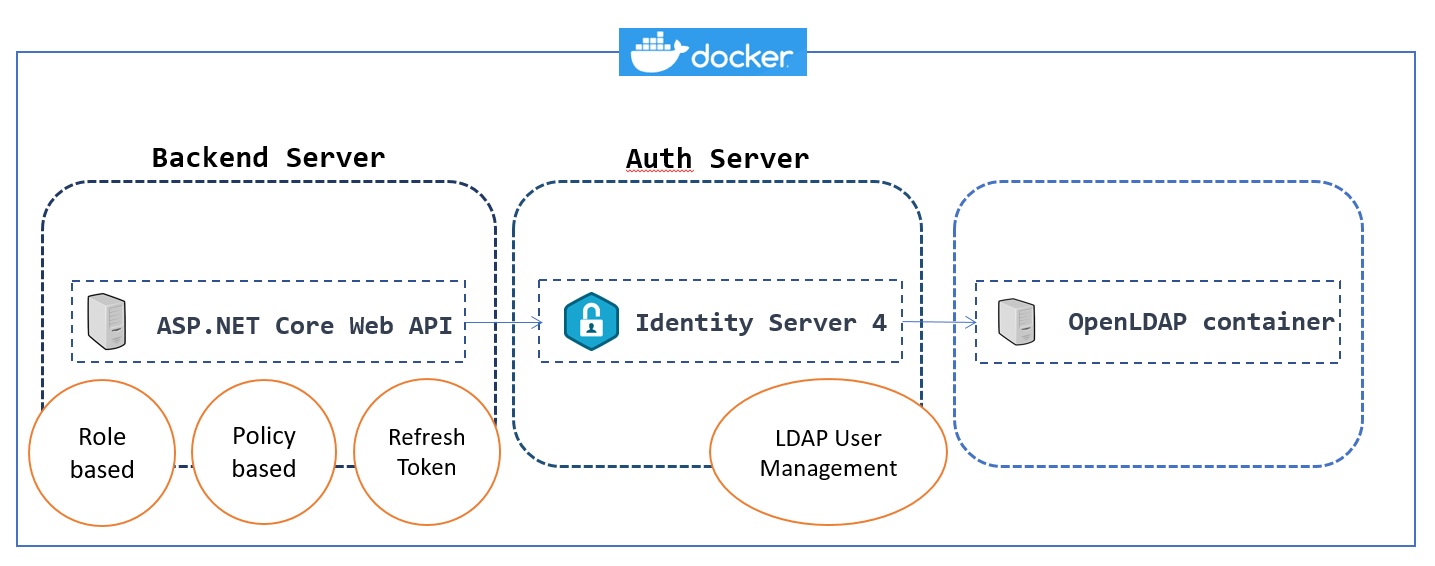 docker
Backend Server
Auth Server
ASP.NET Core Web API
Identity Server 4
OpenLDAP container
Role
based
Policy
based
Refresh
Token
LDAP User
Management